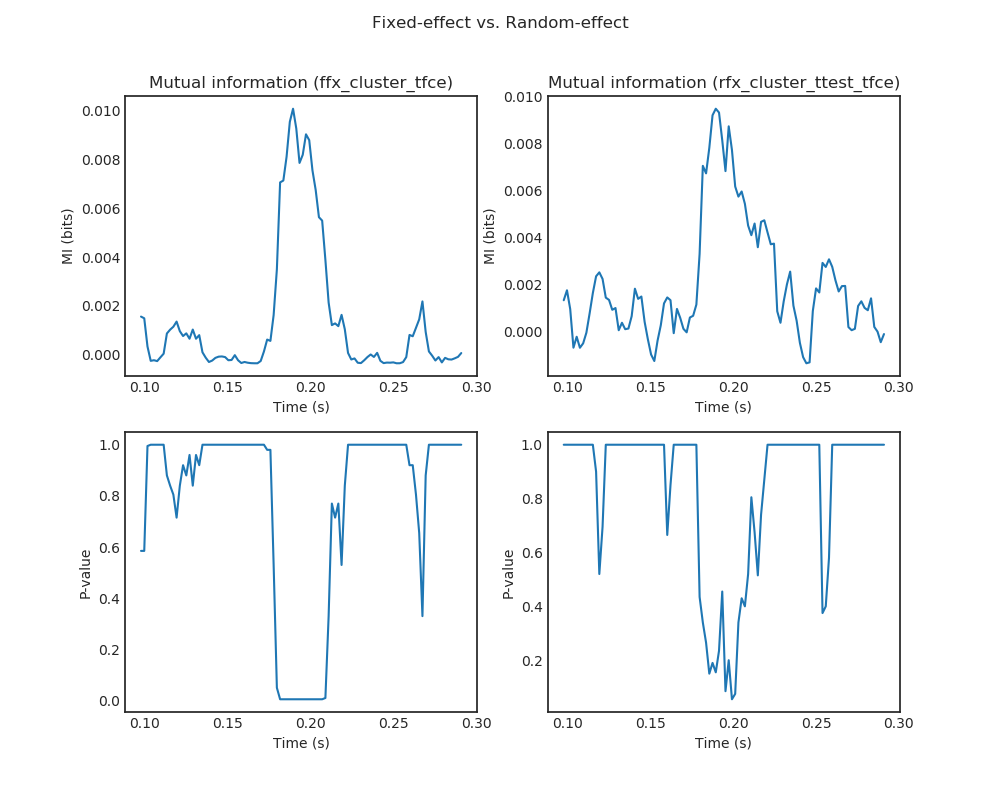 Fixed-effect vs. Random-effect
Mutual information (ffx_cluster_tfce)
0.010
0.008
0.006
0.004
0.002
0.000
MI (bits)
0.10 0.15 0.20 0.25 0.30
Time (s)
Mutual information (rfx_cluster_ttest_tfce)
0.010
0.008
0.006
0.004
0.002
0.000
MI (bits)
0.10 0.15 0.20 0.25 0.30
Time (s)
1.0
0.8
0.6
0.4
0.2
0.0
P-value
0.10 0.15 0.20 0.25 0.30
Time (s)
1.0
0.8
0.6
0.4
0.2
P-value
0.10 0.15 0.20 0.25 0.30
Time (s)